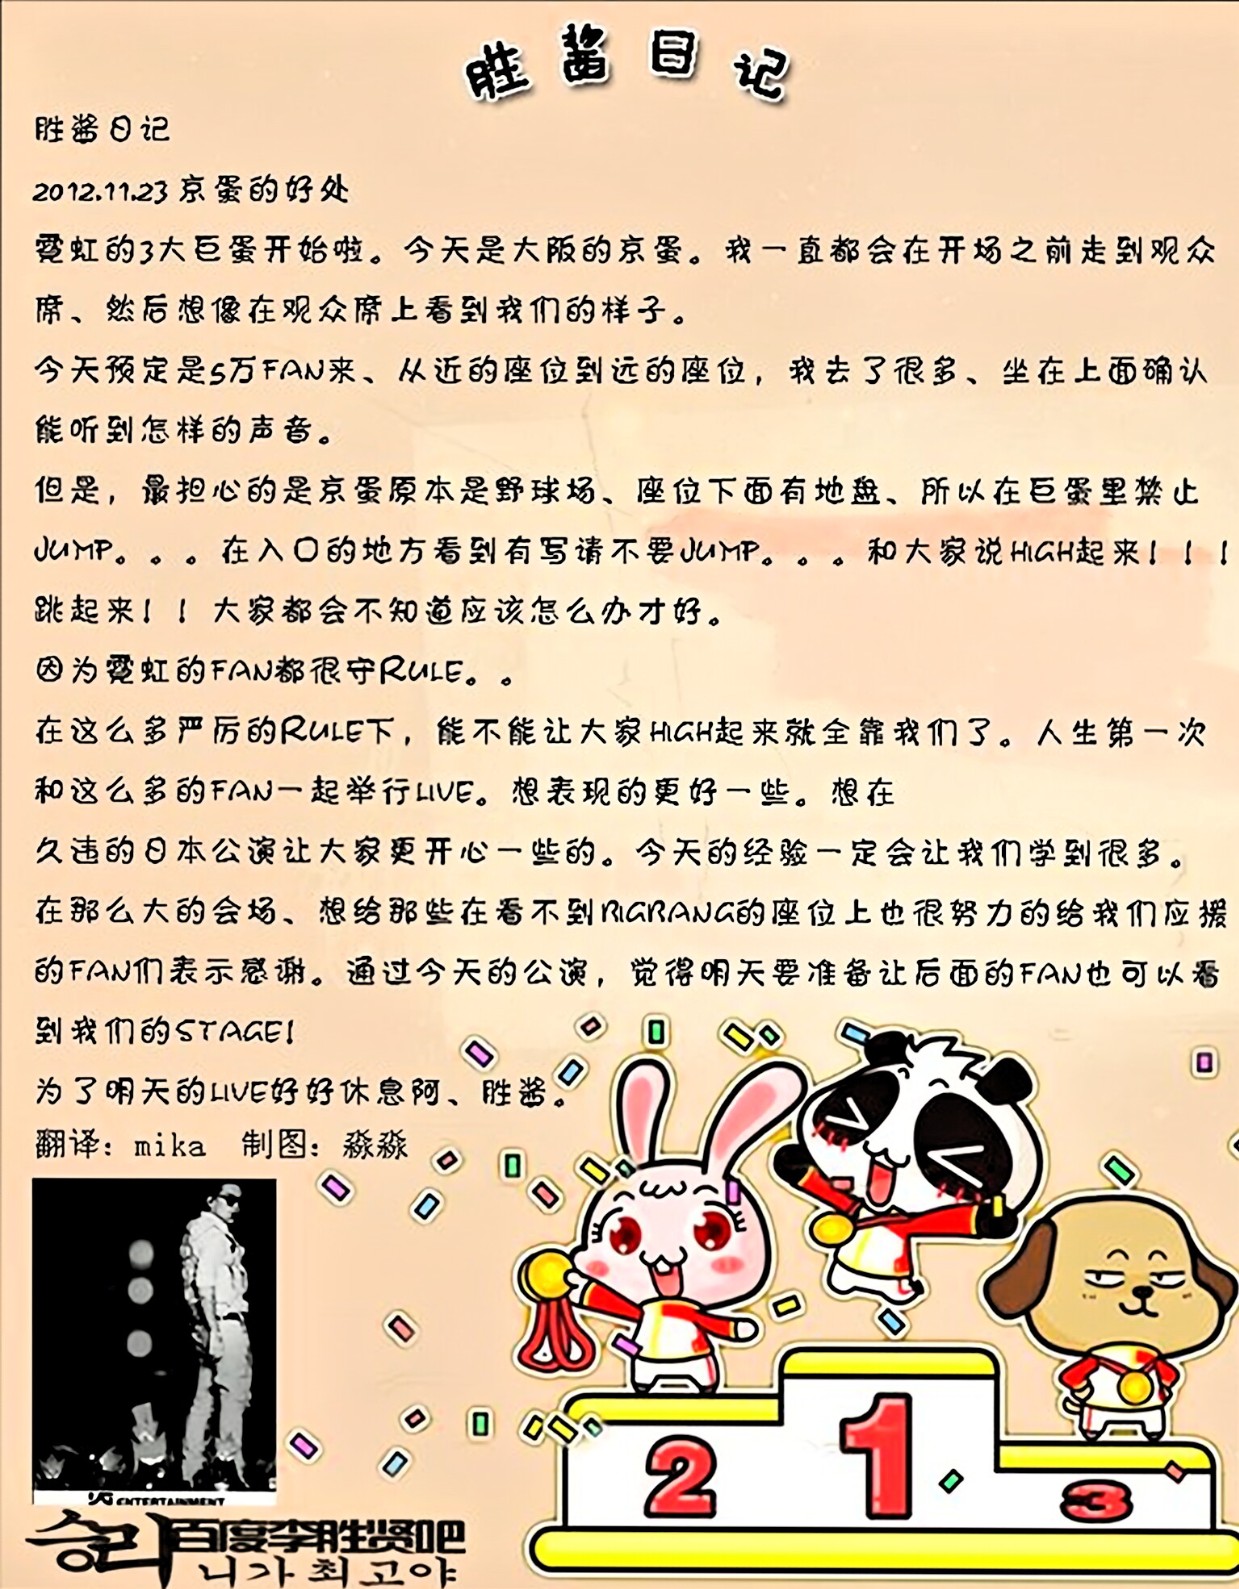 胜酱日记
胜酱日记
2012.11.23 京蛋的好处
霓虹的3大巨蛋开始啦。今天是大阪的京蛋。我一直都会在开场之前走到观众
席、然后想像在观众席上看到我们的样子。
今天预定是5万FAN来、从近的座位到远的座位，我去了很多、坐在上面确认
能听到怎样的声音。
但是，最担心的是京蛋原本是野球场、座位下面有地盘、所以在巨蛋里禁止
JUMP。。。在入口的地方看到有写请不要JUMP。。。和大家说HIGH起来！！！
跳起来！！大家都会不知道应该怎么办才好。
因为霓虹的FAN都很守RULE。。
在这么多严厉的RULE下，能不能让大家HIGH起来就全靠我们了。人生第一次
和这么多的FAN一起举行LIVE。想表现的更好一些。想在
久违的日本公演让大家更开心一些的。今天的经验一定会让我们学到很多。
在那么大的会场、想给那些在看不到BIGBANG的座位上也很努力的给我们应援
的FAN们表示感谢。通过今天的公演，觉得明天要准备让后面的FAN也可以看
到我们的STAGE！
为了明天的LIVE好好休息阿、胜酱。
翻译：mika 制图：淼淼
2
1
3
YG ENTERTAINMENT
승리 百度李胜贤吧
니가 최고야